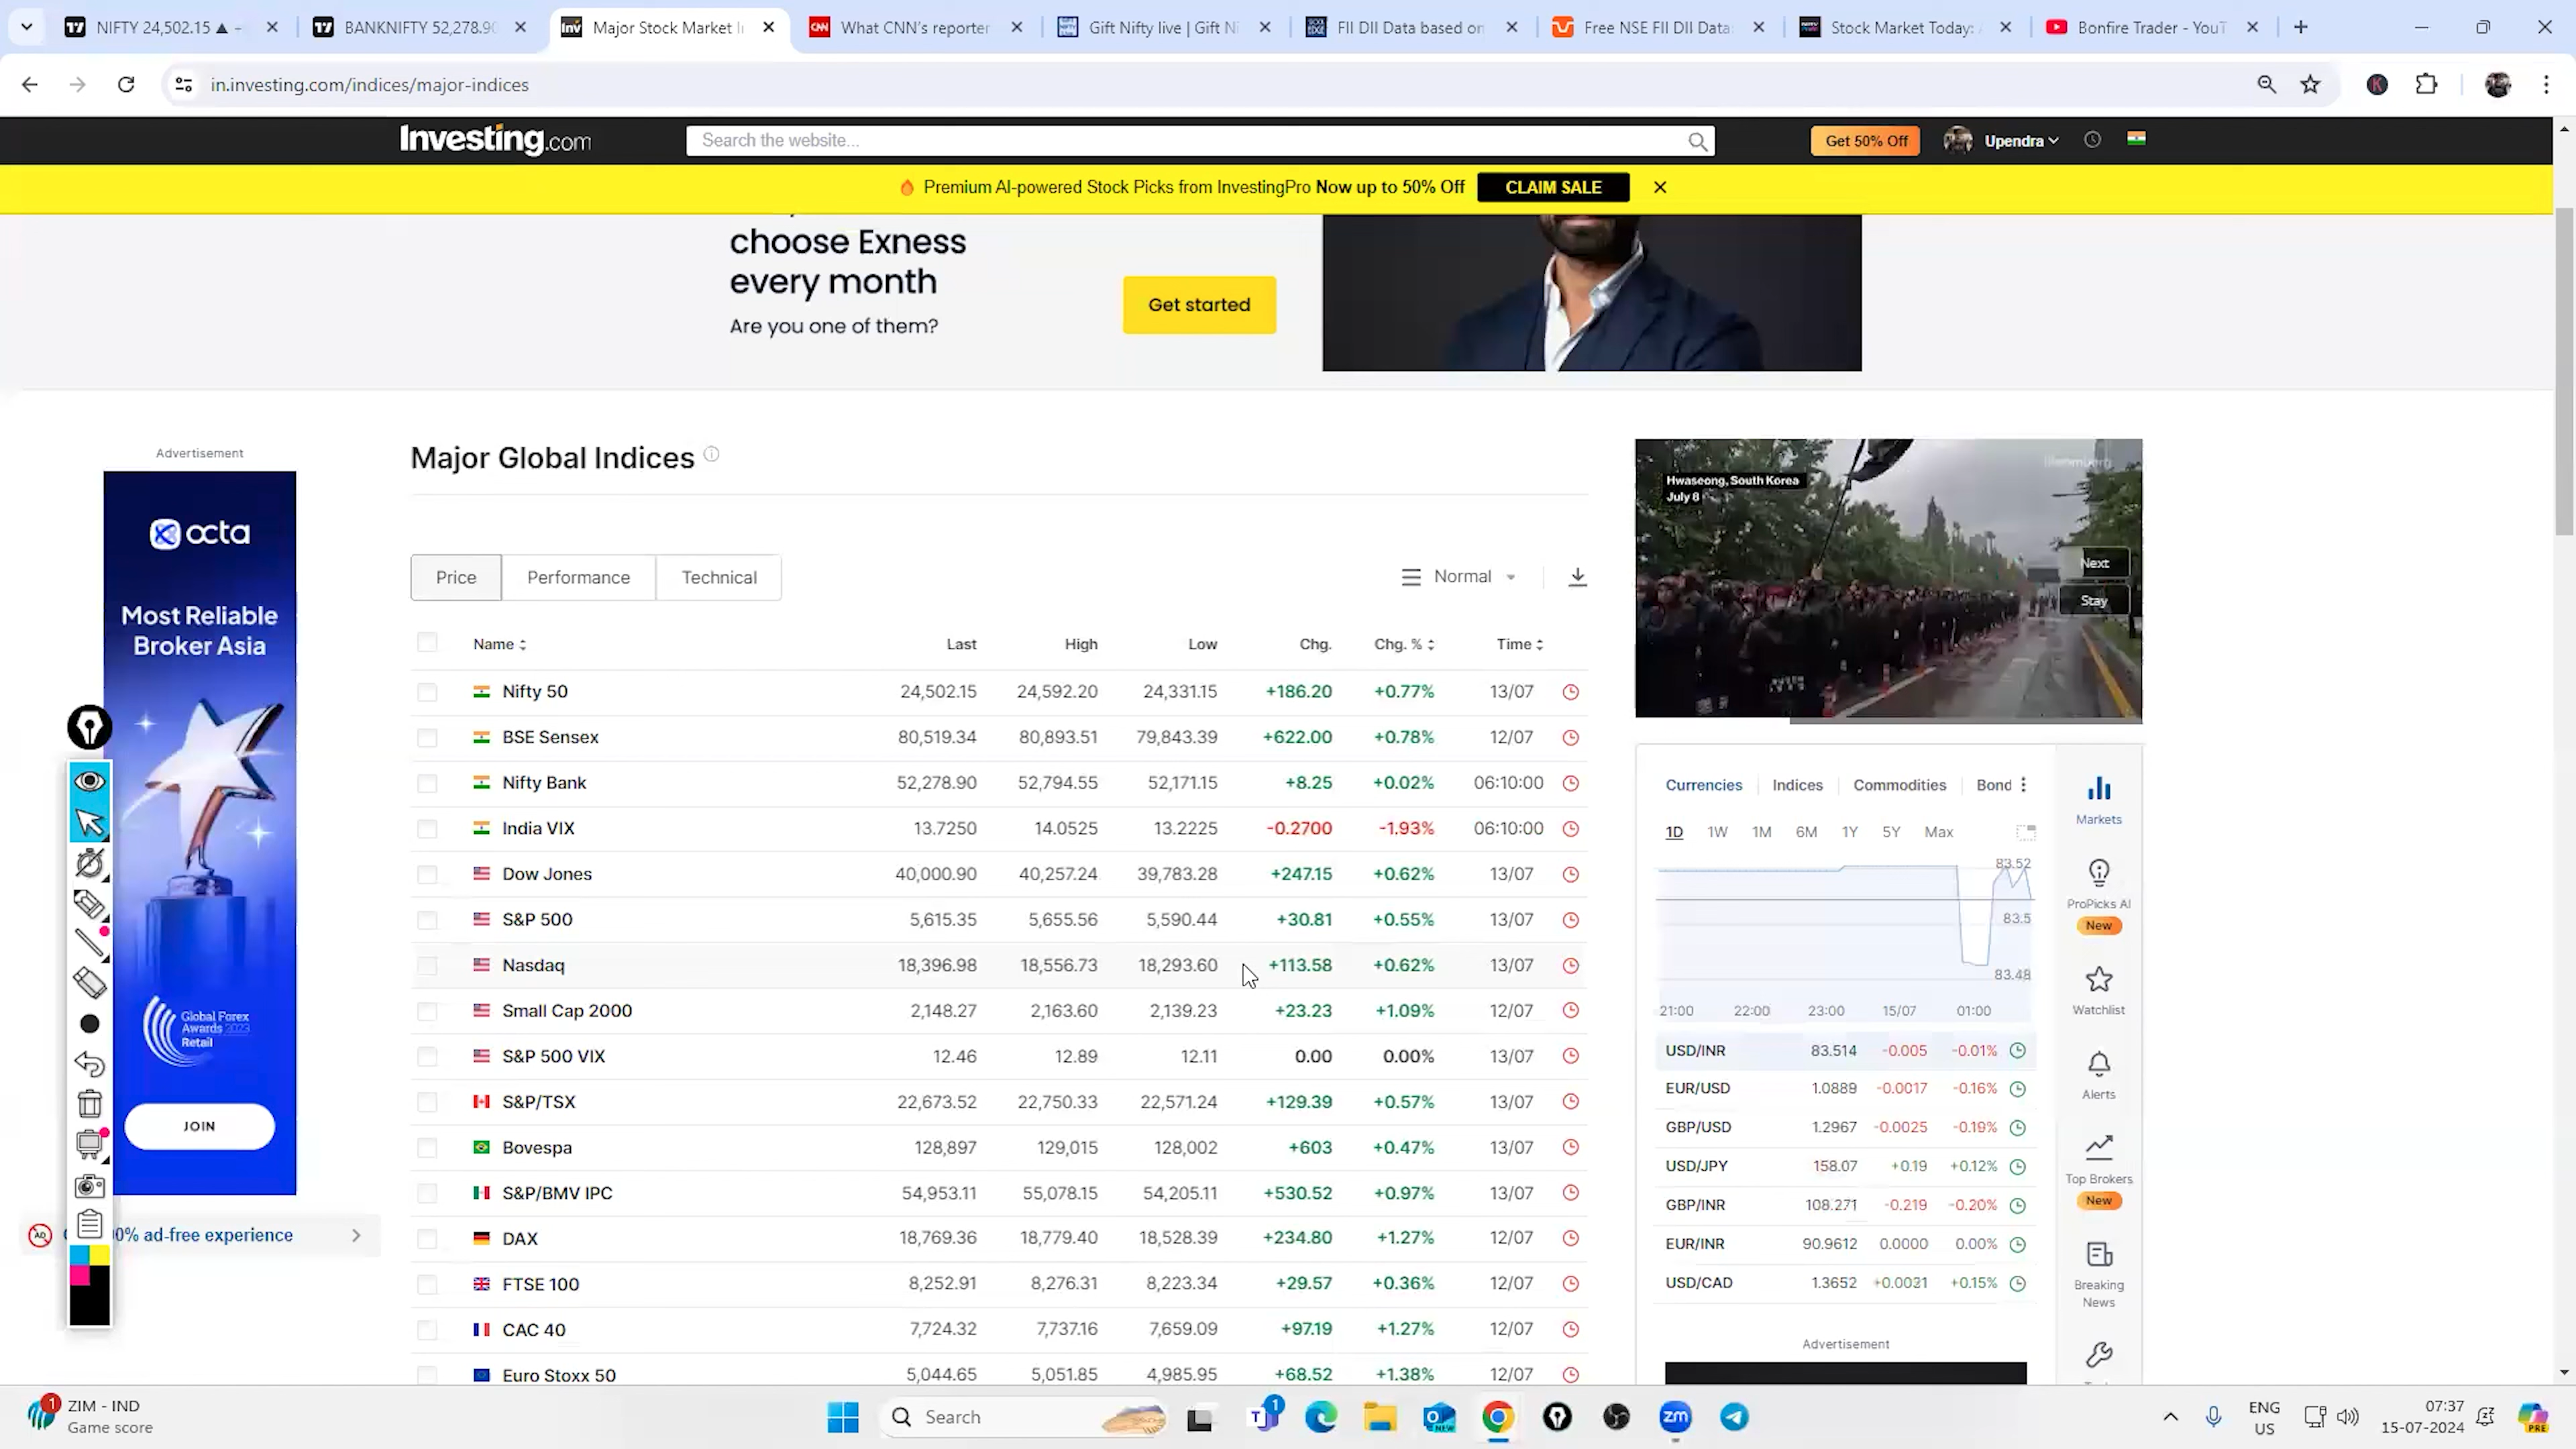 NIFTY 24,502.15 ▲ -
BANKNIFTY 52,278.90
Major Stock Market I
What CNN's reporter
Gift Nifty live | Gift Ni
FII DII Data based on
Free NSE FII DII Data
Stock Market Today:
Bonfire Trader - YouT
in.investing.com/indices/major-indices
Investing.com
Search the website...
Get 50% Off
Upendra
Premium AI-powered Stock Picks from InvestingPro Now up to 50% Off
CLAIM SALE
choose Exness
every month
Are you one of them?
Get started
Advertisement
octa
Most Reliable
Broker Asia
Global Forex
Awards 2023
Retail
JOIN
0% ad-free experience
Major Global Indices
Price Performance Technical
Normal
Name Last High Low Chg. Chg. % Time
Nifty 50 24,502.15 24,592.20 24,331.15 +186.20 +0.77% 13/07
BSE Sensex 80,519.34 80,893.51 79,843.39 +622.00 +0.78% 12/07
Nifty Bank 52,278.90 52,794.55 52,171.15 +8.25 +0.02% 06:10:00
India VIX 13.7250 14.0525 13.2225 -0.2700 -1.93% 06:10:00
Dow Jones 40,000.90 40,257.24 39,783.28 +247.15 +0.62% 13/07
S&P 500 5,615.35 5,655.56 5,590.44 +30.81 +0.55% 13/07
Nasdaq 18,396.98 18,556.73 18,293.60 +113.58 +0.62% 13/07
Small Cap 2000 2,148.27 2,163.60 2,139.23 +23.23 +1.09% 12/07
S&P 500 VIX 12.46 12.89 12.11 0.00 0.00% 13/07
S&P/TSX 22,673.52 22,750.33 22,571.24 +129.39 +0.57% 13/07
Bovespa 128,897 129,015 128,002 +603 +0.47% 13/07
S&P/BMV IPC 54,953.11 55,078.15 54,205.11 +530.52 +0.97% 13/07
DAX 18,769.36 18,779.40 18,528.39 +234.80 +1.27% 12/07
FTSE 100 8,252.91 8,276.31 8,223.34 +29.57 +0.36% 12/07
CAC 40 7,724.32 7,737.16 7,659.09 +97.19 +1.27% 12/07
Euro Stoxx 50 5,044.65 5,051.85 4,985.95 +68.52 +1.38% 12/07
Bloomberg
Hwaseong, South Korea
July 8
Next
Stay
Currencies Indices Commodities Bond
1D 1W 1M 6M 1Y 5Y Max
83.52
83.5
83.48
21:00 22:00 23:00 15/07 01:00
USD/INR 83.514 -0.005 -0.01%
EUR/USD 1.0889 -0.0017 -0.16%
GBP/USD 1.2967 -0.0025 -0.19%
USD/JPY 158.07 +0.19 +0.12%
GBP/INR 108.271 -0.219 -0.20%
EUR/INR 90.9612 0.0000 0.00%
USD/CAD 1.3652 +0.0021 +0.15%
Advertisement
Markets
ProPicks AI
New
Watchlist
Alerts
Top Brokers
New
Breaking
News
1
ZIM - IND
Game score
Search
1
zm
ENG
US
07:37
15-07-2024
PRE